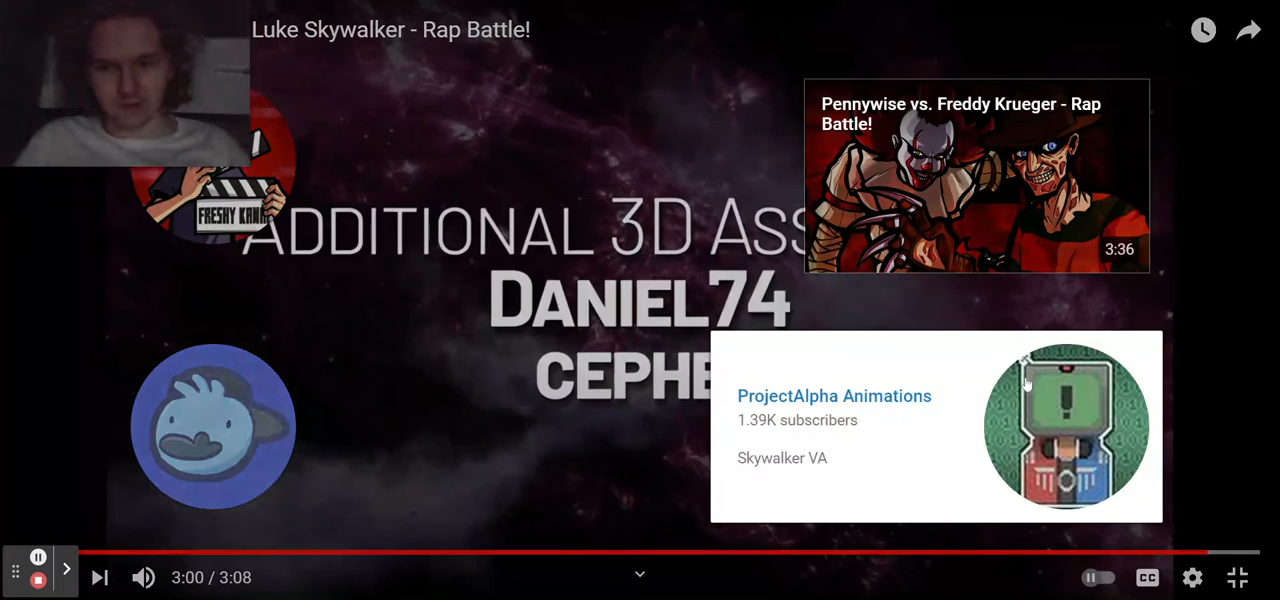 Luke Skywalker - Rap Battle!
Pennywise vs. Freddy Krueger - Rap
Battle!
3:36
FRESHY
ADDITIONAL 3D ASS
DANIEL74
CEPHE
ProjectAlpha Animations
1.39K subscribers
Skywalker VA
!
3:00 / 3:08
CC